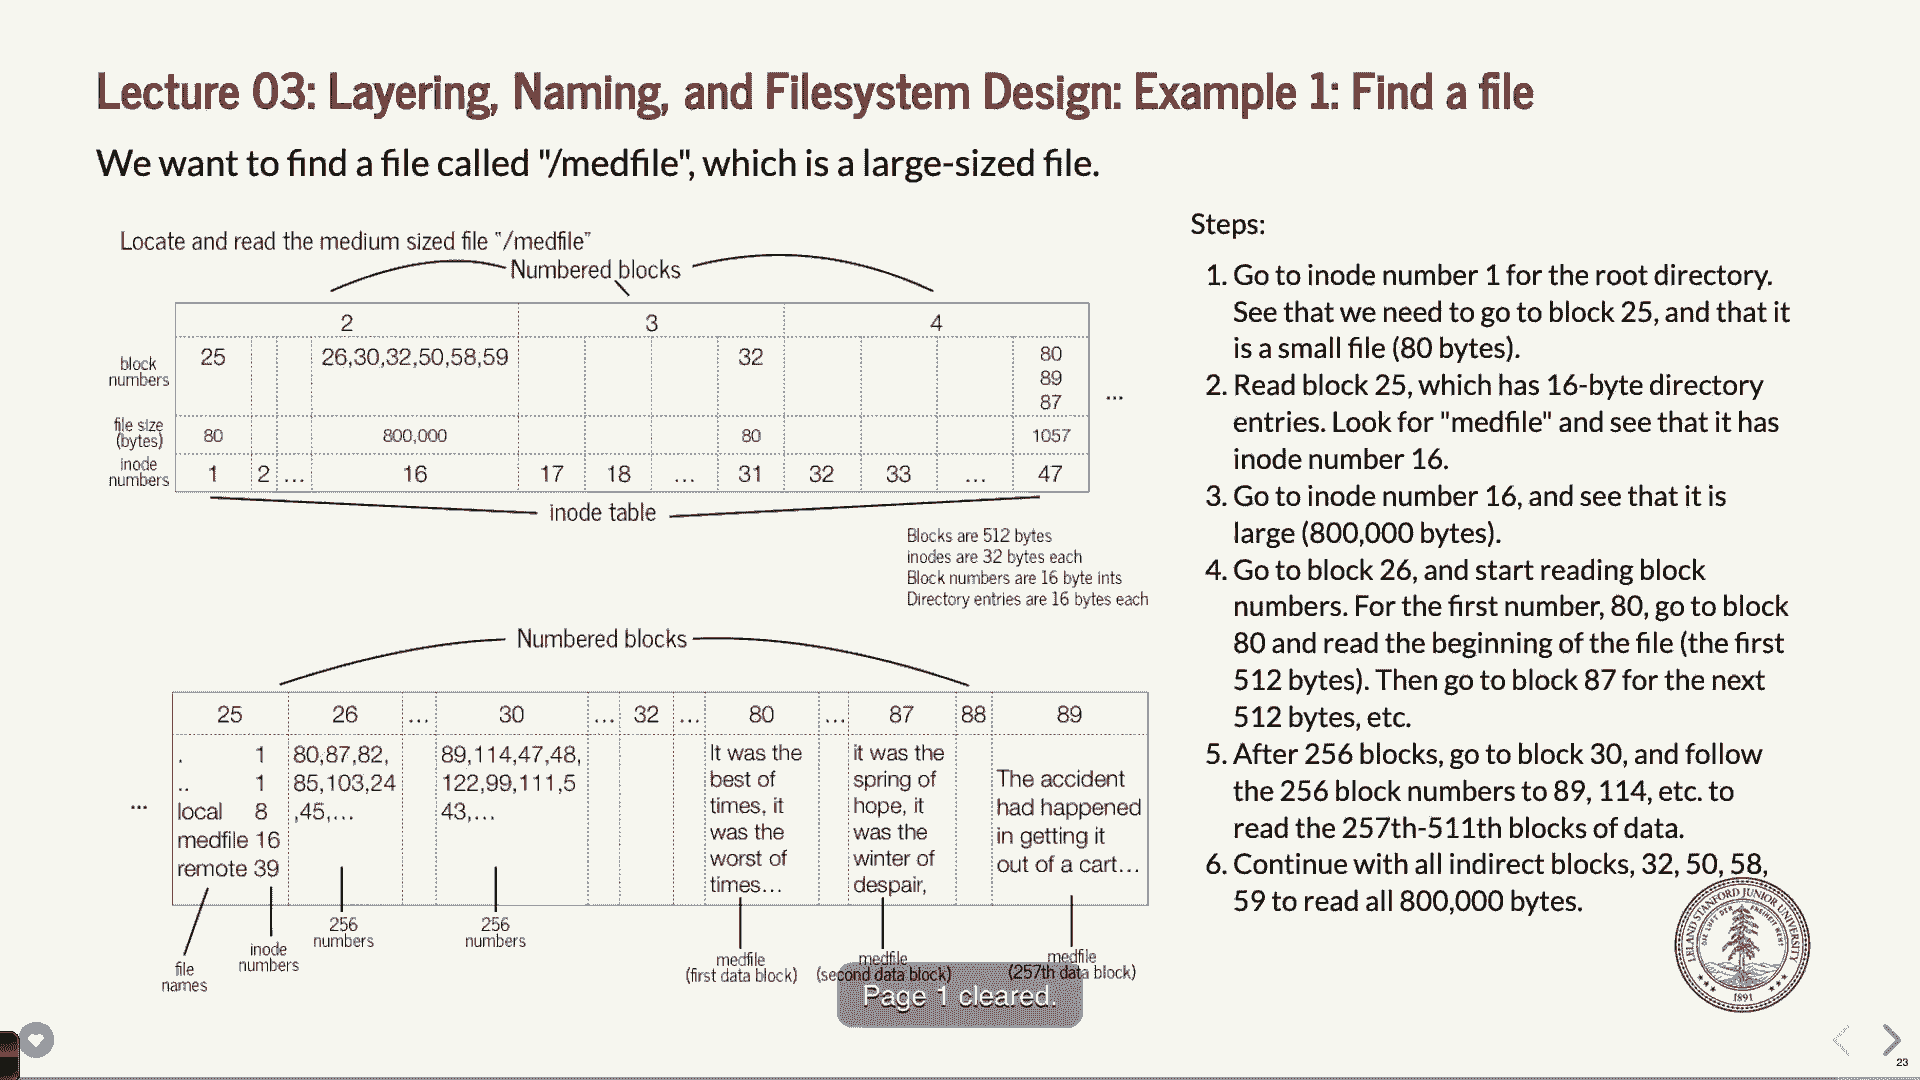 Lecture 03: Layering, Naming, and Filesystem Design: Example 1: Find a file
We want to find a file called "/medfile", which is a large-sized file.
Locate and read the medium sized file "/medfile"
Numbered blocks
2 3 4
block numbers 25 26,30,32,50,58,59 32 80
89
87
...
file size (bytes) 80 800,000 80 1057
inode numbers 1 2 ... 16 17 18 ... 31 32 33 ... 47
inode table
Blocks are 512 bytes
inodes are 32 bytes each
Block numbers are 16 byte ints
Directory entries are 16 bytes each
Numbered blocks
25 26 ... 30 ... 32 ... 80 ... 87 88 89
...
. 1
.. 1
local 8
medfile 16
remote 39
80,87,82,
85,103,24
,45,...
89,114,47,48,
122,99,111,5
43,...
It was the
best of
times, it
was the
worst of
times...
it was the
spring of
hope, it
was the
winter of
despair,
The accident
had happened
in getting it
out of a cart...
file
names
inode
numbers
256
numbers
256
numbers
medfile
(first data block)
medfile
(second data block)
medfile
(257th data block)
Page 1 cleared.
Steps:
1. Go to inode number 1 for the root directory.
See that we need to go to block 25, and that it
is a small file (80 bytes).
2. Read block 25, which has 16-byte directory
entries. Look for "medfile" and see that it has
inode number 16.
3. Go to inode number 16, and see that it is
large (800,000 bytes).
4. Go to block 26, and start reading block
numbers. For the first number, 80, go to block
80 and read the beginning of the file (the first
512 bytes). Then go to block 87 for the next
512 bytes, etc.
5. After 256 blocks, go to block 30, and follow
the 256 block numbers to 89, 114, etc. to
read the 257th-511th blocks of data.
6. Continue with all indirect blocks, 32, 50, 58,
59 to read all 800,000 bytes.
LELAND STANFORD JUNIOR UNIVERSITY
DIE LUFT DER FREIHEIT WEHT
1891
23